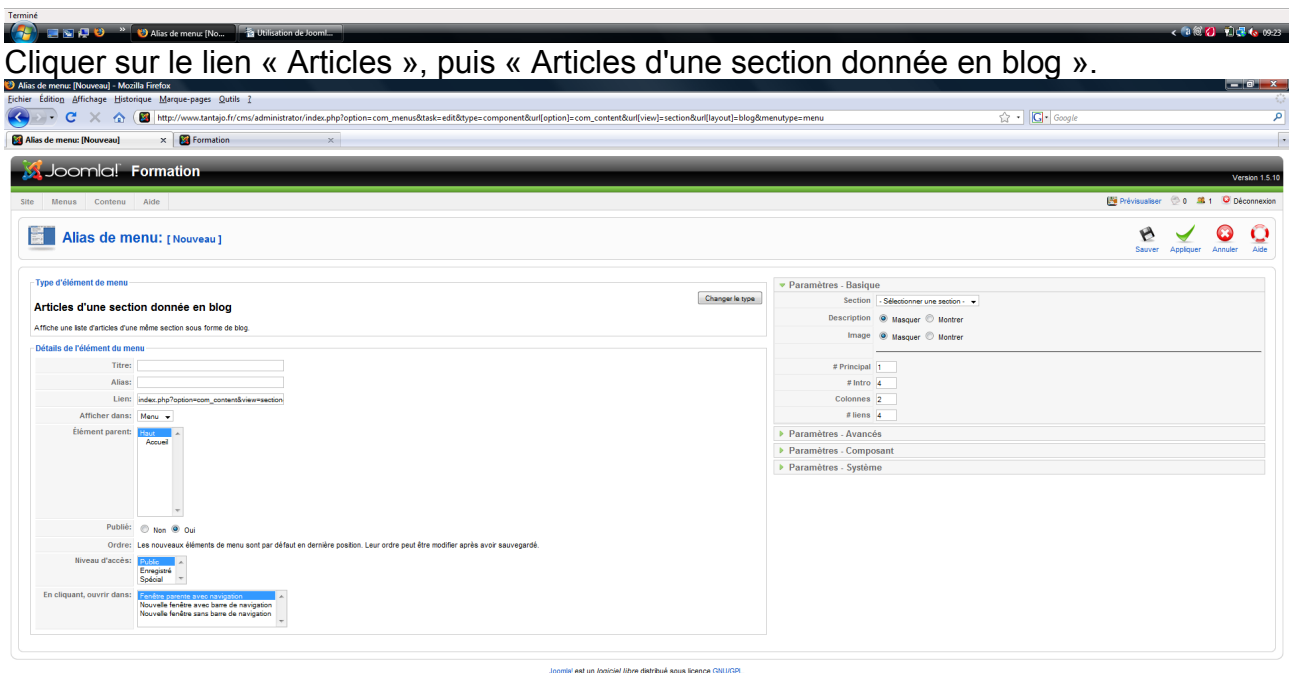 Terminé
Alias de menu: [No... Utilisation de Jooml... 09:23
Cliquer sur le lien « Articles », puis « Articles d'une section donnée en blog ».
Alias de menu: [Nouveau] - Mozilla Firefox
Fichier Édition Affichage Historique Marque-pages Outils ?
http://www.tantajo.fr/cms/administrator/index.php?option=com_menus&task=edit&type=component&url[option]=com_content&url[view]=section&url[layout]=blog&menutype=menu Google
Alias de menu: [Nouveau] Formation
Joomla! Formation
Version 1.5.10
Site Menus Contenu Aide Prévisualiser 0 1 Déconnexion
Alias de menu: [ Nouveau ]
Sauver Appliquer Annuler Aide
Type d'élément de menu
Articles d'une section donnée en blog
Changer le type
Affiche une liste d'articles d'une même section sous forme de blog.
Détails de l'élément du menu
Titre:
Alias:
Lien: index.php?option=com_content&view=section
Afficher dans: Menu
Élément parent: Haut
Accueil
Publié: Non Oui
Ordre: Les nouveaux éléments de menu sont par défaut en dernière position. Leur ordre peut être modifier après avoir sauvegardé.
Niveau d'accès: Public
Enregistré
Spécial
En cliquant, ouvrir dans: Fenêtre parente avec navigation
Nouvelle fenêtre avec barre de navigation
Nouvelle fenêtre sans barre de navigation
Paramètres - Basique
Section - Sélectionner une section -
Description Masquer Montrer
Image Masquer Montrer
# Principal 1
# Intro 4
Colonnes 2
# liens 4
Paramètres - Avancés
Paramètres - Composant
Paramètres - Système
Joomla! est un logiciel libre distribué sous licence GNU/GPL.